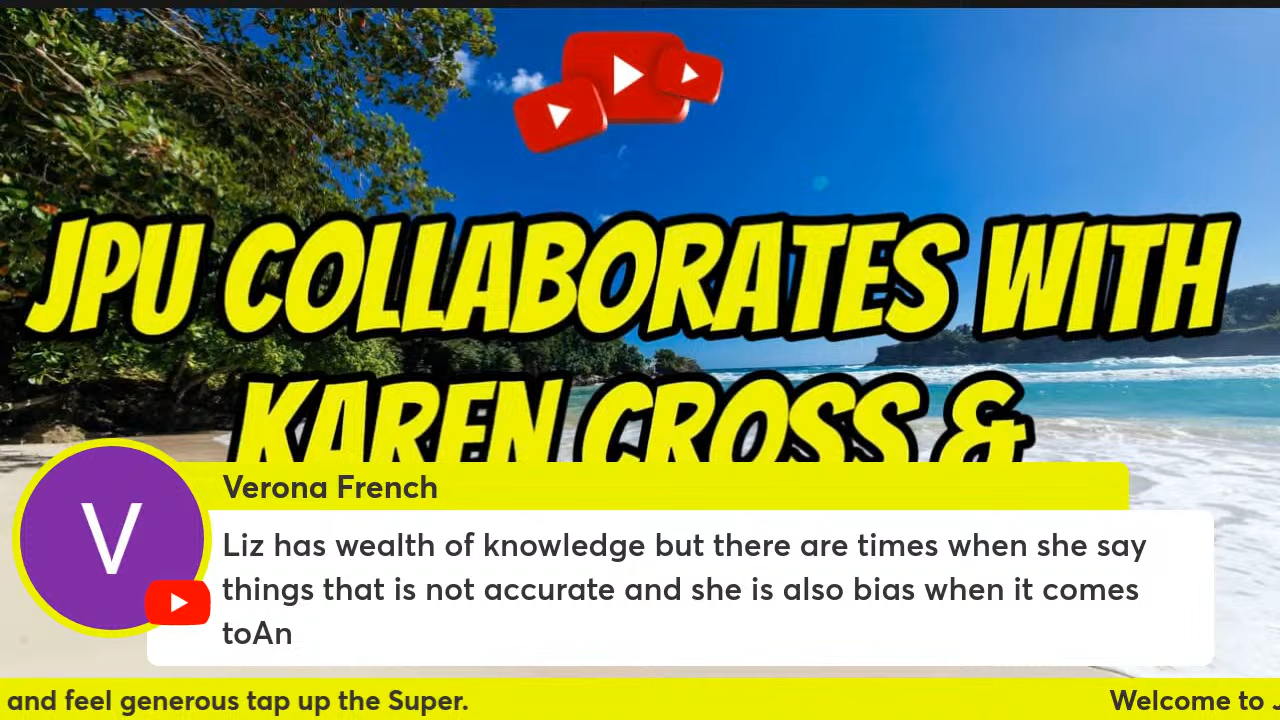 JPU COLLABORATES WITH
KAREN CROSS &
Verona French
Liz has wealth of knowledge but there are times when she say
things that is not accurate and she is also bias when it comes
toAn
V
and feel generous tap up the Super.
Welcome to J